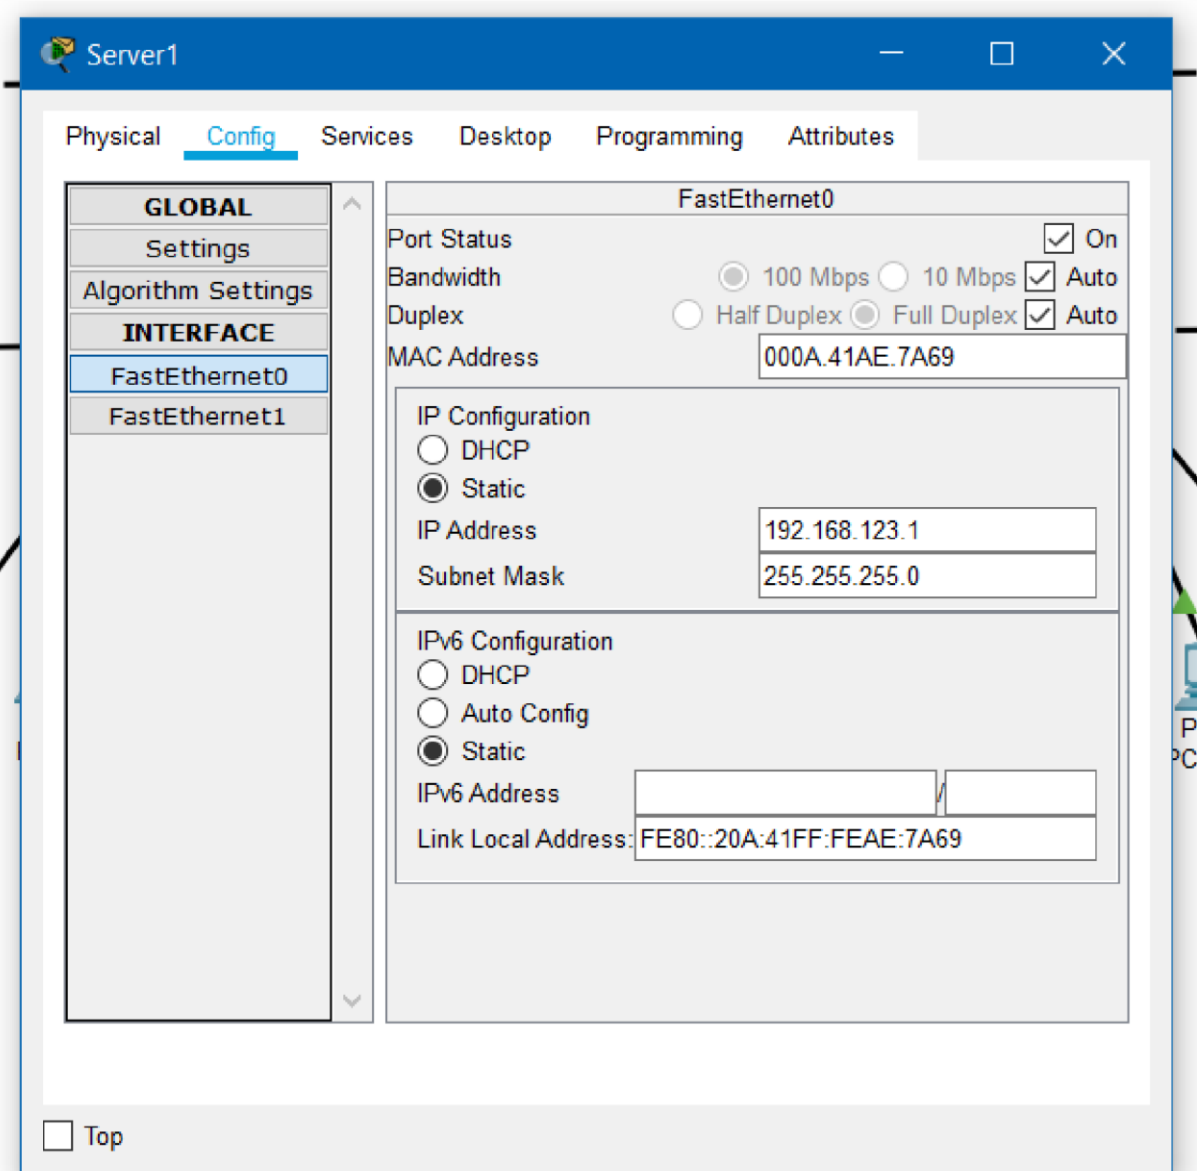 Server1
Physical Config Services Desktop Programming Attributes
GLOBAL
Settings
Algorithm Settings
INTERFACE
FastEthernet0
FastEthernet1
FastEthernet0
Port Status On
Bandwidth 100 Mbps 10 Mbps Auto
Duplex Half Duplex Full Duplex Auto
MAC Address 000A.41AE.7A69
IP Configuration
DHCP
Static
IP Address 192.168.123.1
Subnet Mask 255.255.255.0
IPv6 Configuration
DHCP
Auto Config
Static
IPv6 Address /
Link Local Address: FE80::20A:41FF:FEAE:7A69
Top